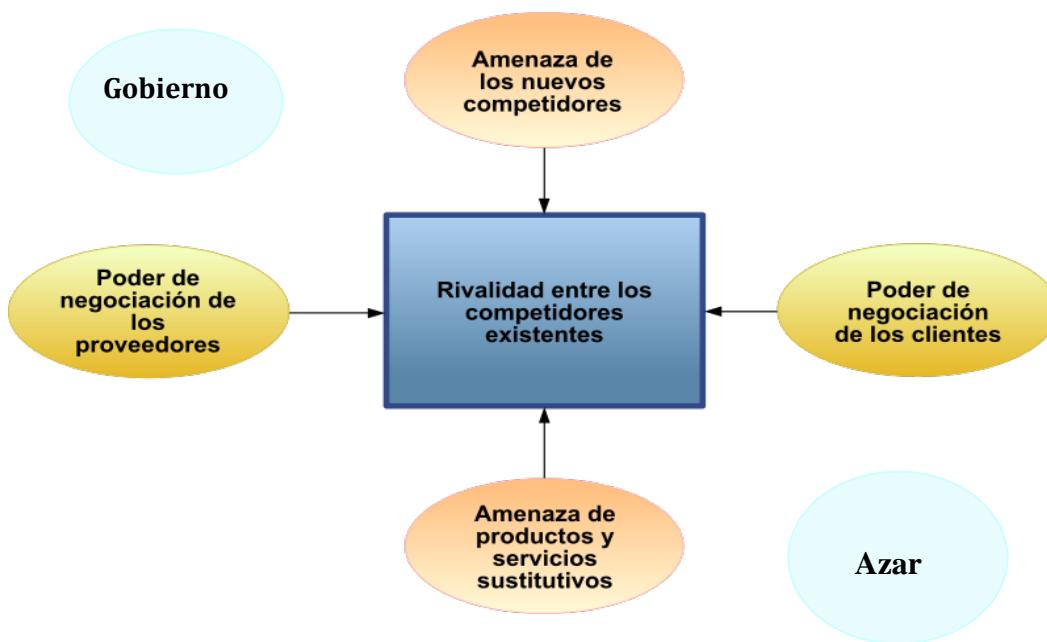 Gobierno
Amenaza de
los nuevos
competidores
Poder de
negociación de
los
proveedores
Rivalidad entre los
competidores
existentes
Poder de
negociación
de los clientes
Amenaza de
productos y
servicios
sustitutivos
Azar